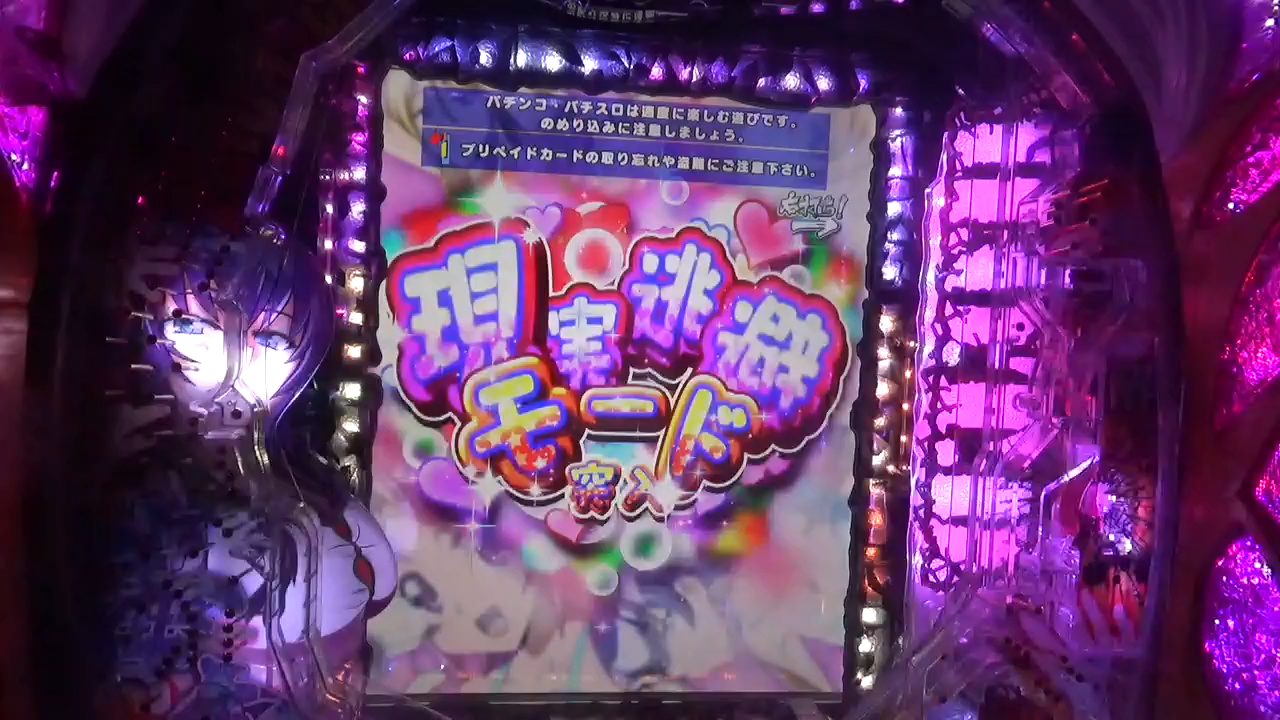 パチンコ・パチスロは適度に楽しむ遊びです。
のめり込みに注意しましょう。
プリペイドカードの取り忘れや盗難にご注意下さい。
右打ち!
現実逃避
モード
突入